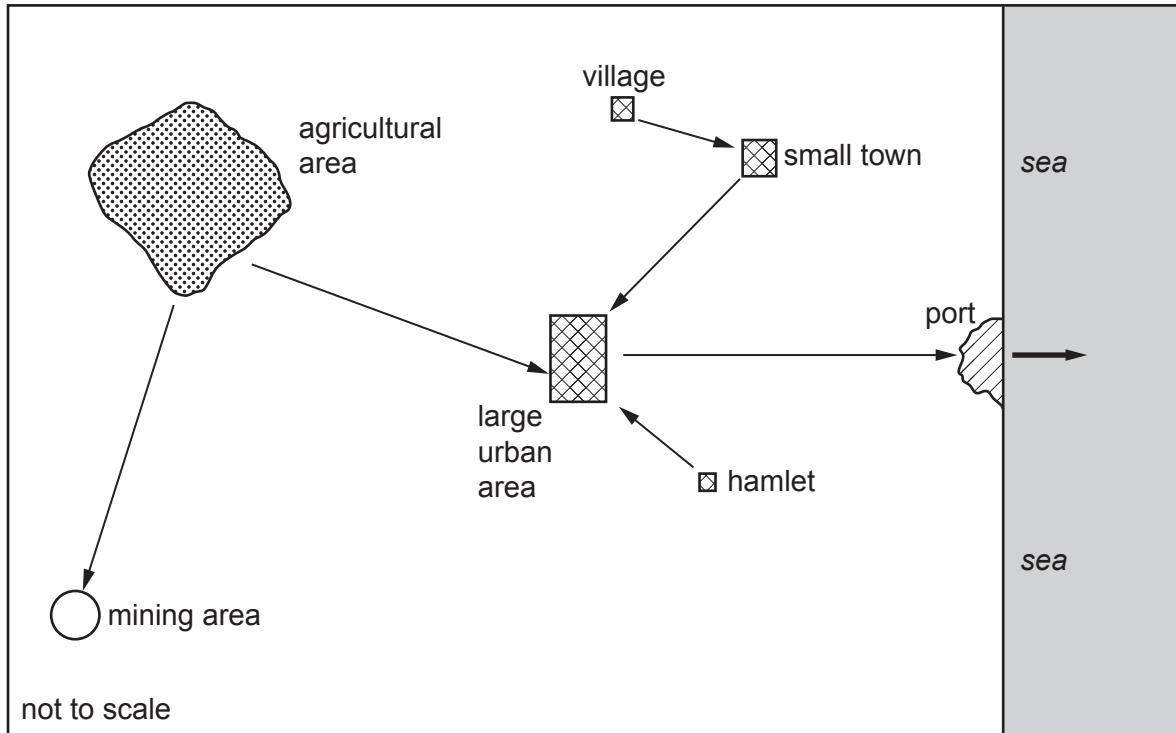 village
agricultural
area
small town
sea
port
large
urban
area
hamlet
sea
mining area
not to scale